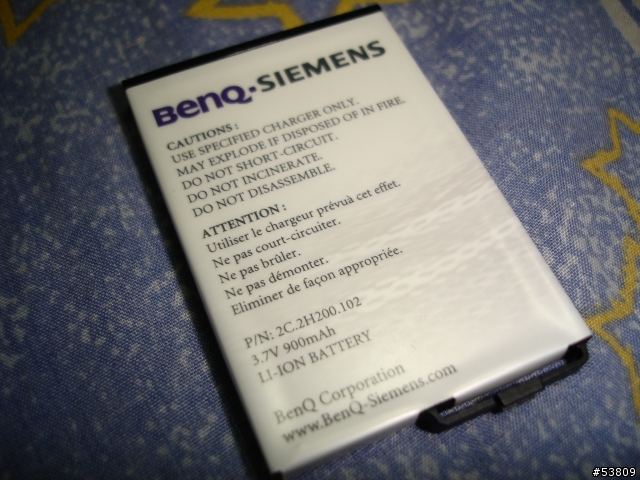 BenQ-SIEMENS
CAUTIONS :
USE SPECIFIED CHARGER ONLY.
MAY EXPLODE IF DISPOSED OF IN FIRE.
DO NOT SHORT-CIRCUIT.
DO NOT INCINERATE.
DO NOT DISASSEMBLE.
ATTENTION :
Utiliser le chargeur prévuà cet effet.
Ne pas court-circuiter.
Ne pas brûler.
Ne pas démonter.
Eliminer de façon appropriée.
P/N: 2C.2H200.102
3.7V 900mAh
LI-ION BATTERY
BenQ Corporation
www.BenQ-Siemens.com
#53809